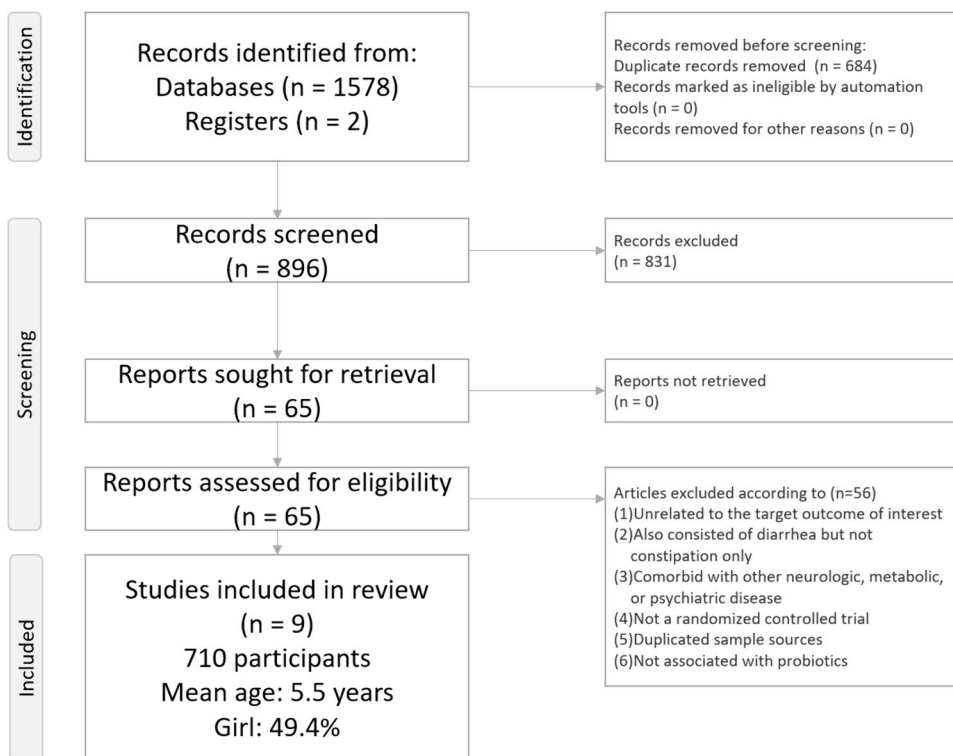 Identification
Records identified from:
Databases (n = 1578)
Registers (n = 2)
Records removed before screening:
Duplicate records removed  (n = 684)
Records marked as ineligible by automation
tools (n = 0)
Records removed for other reasons (n = 0)
Screening
Records screened
(n = 896)
Records excluded
(n = 831)
Reports sought for retrieval
(n = 65)
Reports not retrieved
(n = 0)
Reports assessed for eligibility
(n = 65)
Articles excluded according to (n=56)
(1)Unrelated to the target outcome of interest
(2)Also consisted of diarrhea but not
constipation only
(3)Comorbid with other neurologic, metabolic,
or psychiatric disease
(4)Not a randomized controlled trial
(5)Duplicated sample sources
(6)Not associated with probiotics
Included
Studies included in review
(n = 9)
710 participants
Mean age: 5.5 years
Girl: 49.4%